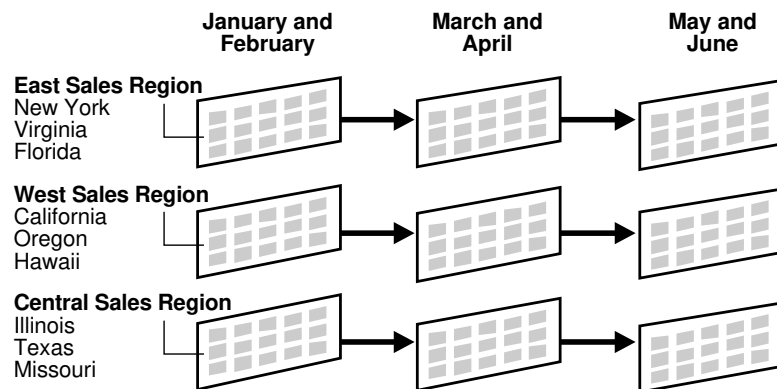 January and
February
March and
April
May and
June
East Sales Region
New York
Virginia
Florida
West Sales Region
California
Oregon
Hawaii
Central Sales Region
Illinois
Texas
Missouri